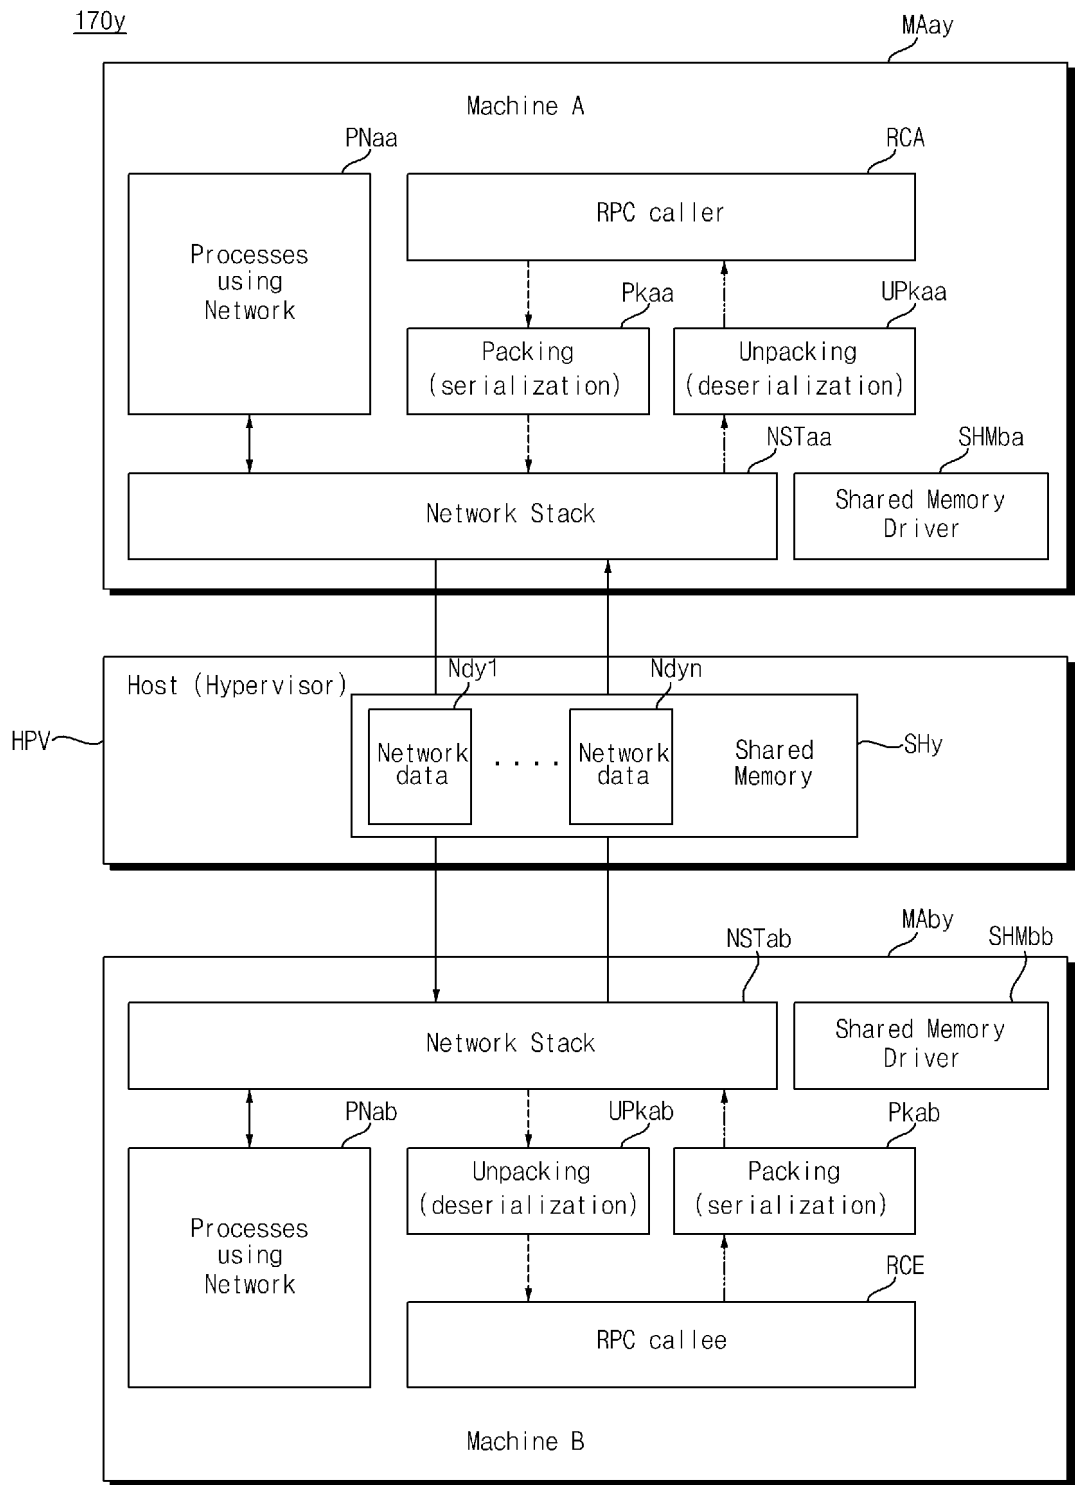 170y
MAay
Machine A
PNaa
RCA
Processes
using
Network
RPC caller
Pkaa
UPkaa
Packing
(serialization)
Unpacking
(deserialization)
NSTaa
SHMba
Network Stack
Shared Memory
Driver
Host (Hypervisor)
Ndy1
Ndyn
HPV
Network
data
....
Network
data
Shared
Memory
SHy
MAby
NSTab
SHMbb
Network Stack
Shared Memory
Driver
PNab
UPkab
Pkab
Processes
using
Network
Unpacking
(deserialization)
Packing
(serialization)
RCE
RPC callee
Machine B